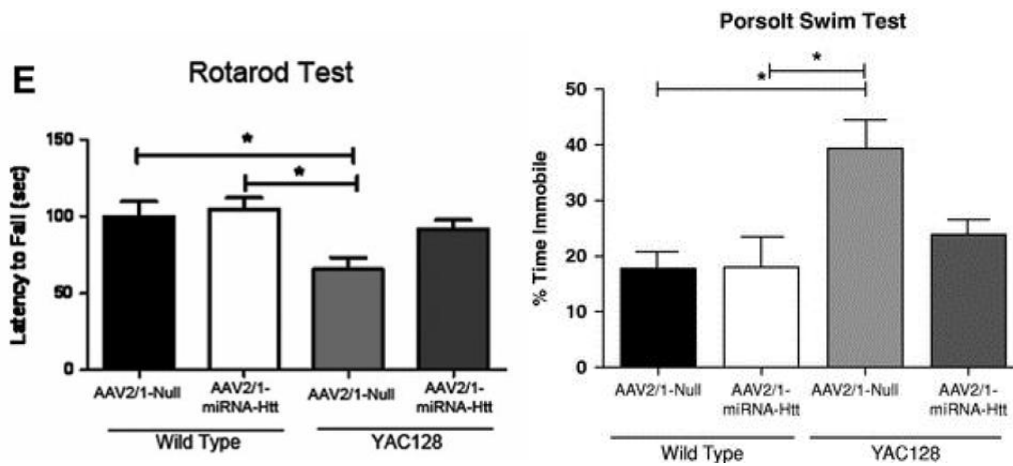 E
Rotarod Test
Latency to Fall (sec)
150
100
50
0
*
*
AAV2/1-Null
AAV2/1-
miRNA-Htt
AAV2/1-Null
AAV2/1-
miRNA-Htt
Wild Type
YAC128
Porsolt Swim Test
% Time Immobile
50
40
30
20
10
0
*
*
AAV2/1-Null
AAV2/1-
miRNA-Htt
AAV2/1-Null
AAV2/1-
miRNA-Htt
Wild Type
YAC128